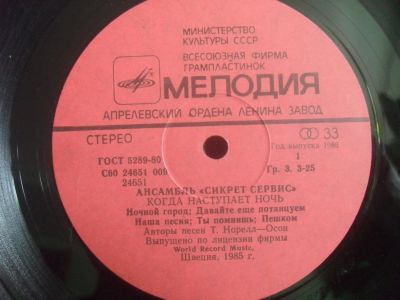 МИНИСТЕРСТВО
КУЛЬТУРЫ СССР
ВСЕСОЮЗНАЯ ФИРМА
ГРАМПЛАСТИНОК
МЕЛОДИЯ
АПРЕЛЕВСКИЙ ОРДЕНА ЛЕНИНА ЗАВОД
СТЕРЕО
33
Год выпуска 1986
ГОСТ 5289-80
1
С60 24651 009
Гр. 3. 3-25
24651
АНСАМБЛЬ «СИКРЕТ СЕРВИС»
КОГДА НАСТУПАЕТ НОЧЬ
Ночной город; Давайте еще потанцуем
Наша песня; Ты помнишь; Пешком
Авторы песен Т. Норелл—Осон
Выпущено по лицензии фирмы
World Record Music,
Швеция, 1985 г.